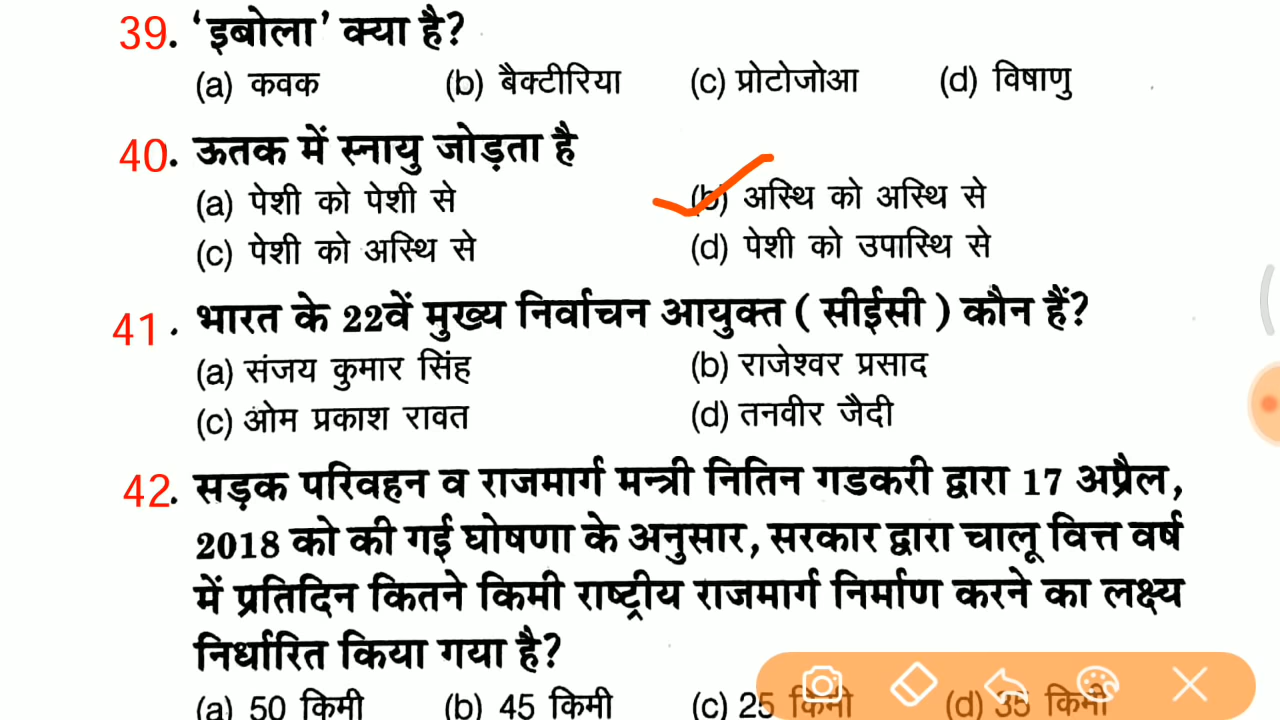 39. 'इबोला' क्या है?
(a) कवक (b) बैक्टीरिया (c) प्रोटोजोआ (d) विषाणु
40. ऊतक में स्नायु जोड़ता है
(a) पेशी को पेशी से (b) अस्थि को अस्थि से
(c) पेशी को अस्थि से (d) पेशी को उपास्थि से
41. भारत के 22वें मुख्य निर्वाचन आयुक्त ( सीईसी ) कौन हैं?
(a) संजय कुमार सिंह (b) राजेश्वर प्रसाद
(c) ओम प्रकाश रावत (d) तनवीर जैदी
42. सड़क परिवहन व राजमार्ग मन्त्री नितिन गडकरी द्वारा 17 अप्रैल,
2018 को की गई घोषणा के अनुसार, सरकार द्वारा चालू वित्त वर्ष
में प्रतिदिन कितने किमी राष्ट्रीय राजमार्ग निर्माण करने का लक्ष्य
निर्धारित किया गया है?
(a) 50 किमी (b) 45 किमी (c) 25 किमी (d) 35 किमी